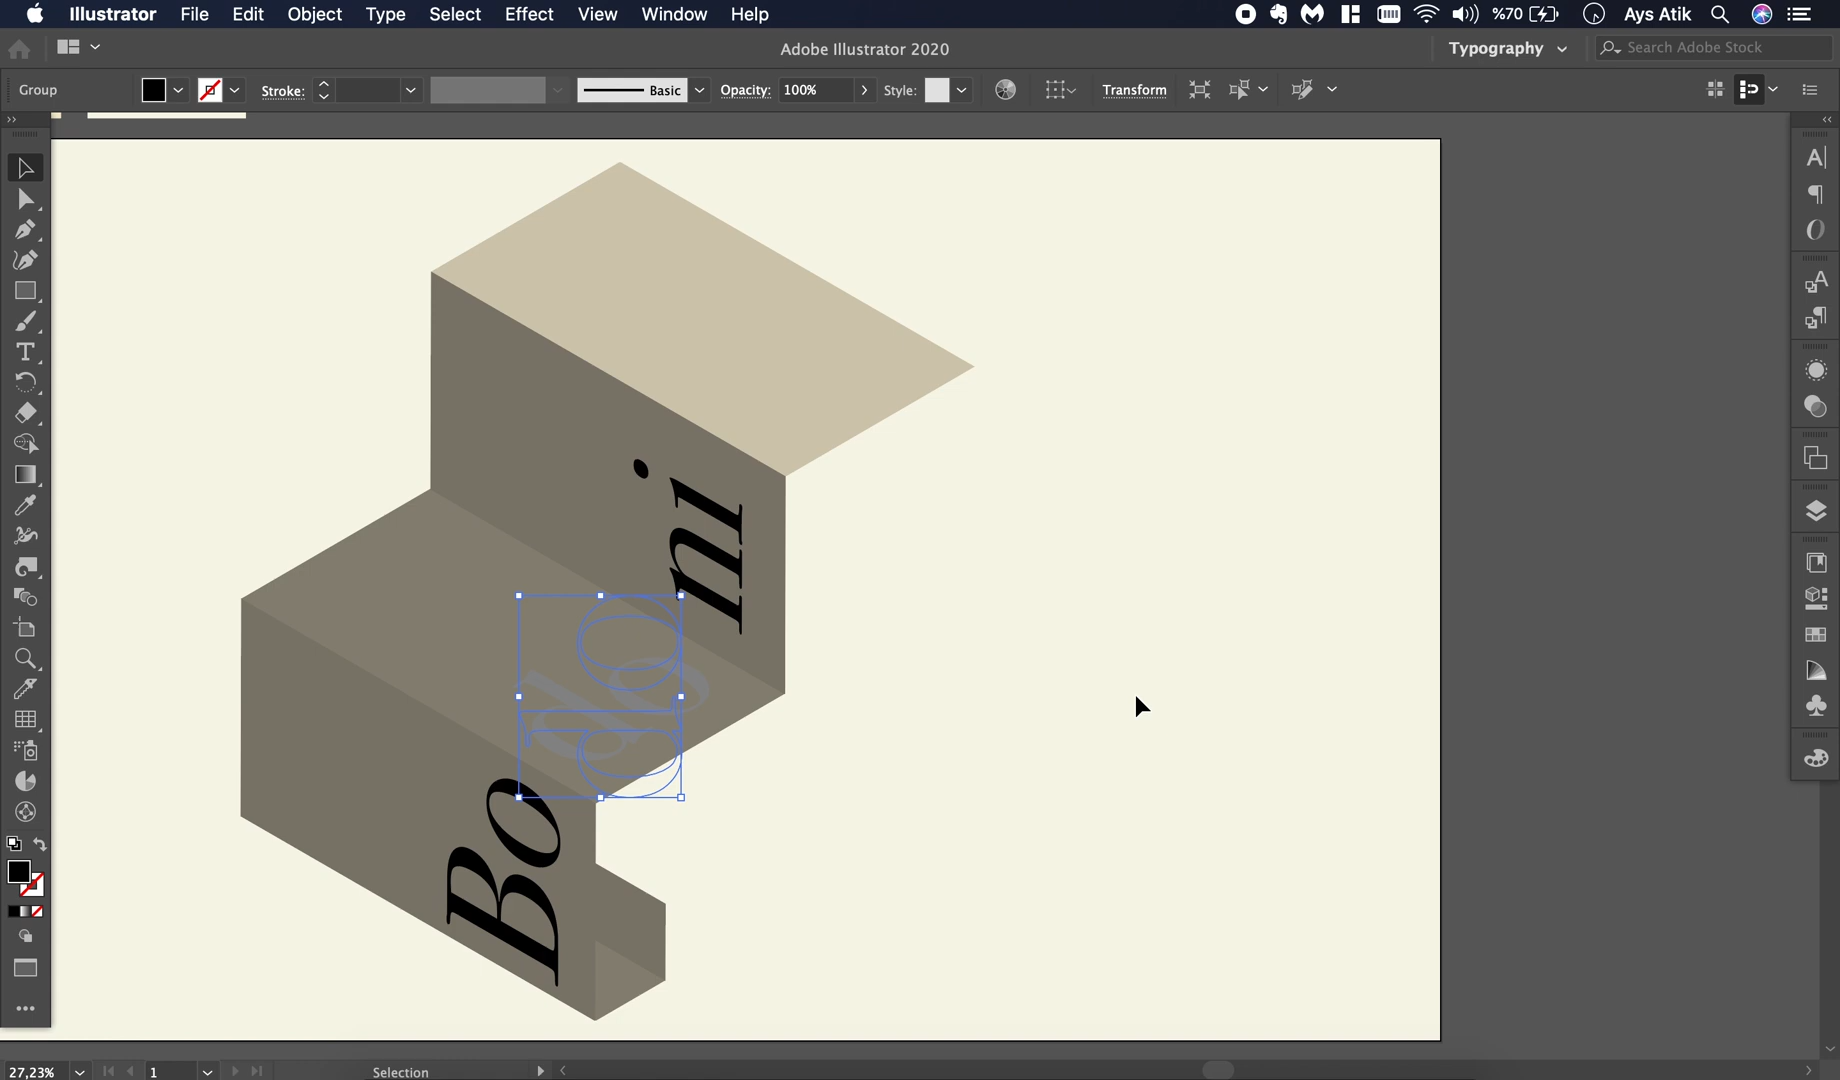 Illustrator File Edit Object Type Select Effect View Window Help
%70
Ays Atik
Adobe Illustrator 2020
Typography
Search Adobe Stock
Group
Stroke:
Basic
Opacity: 100%
Style:
Transform
ni
do
Bo
27,23%
1
Selection